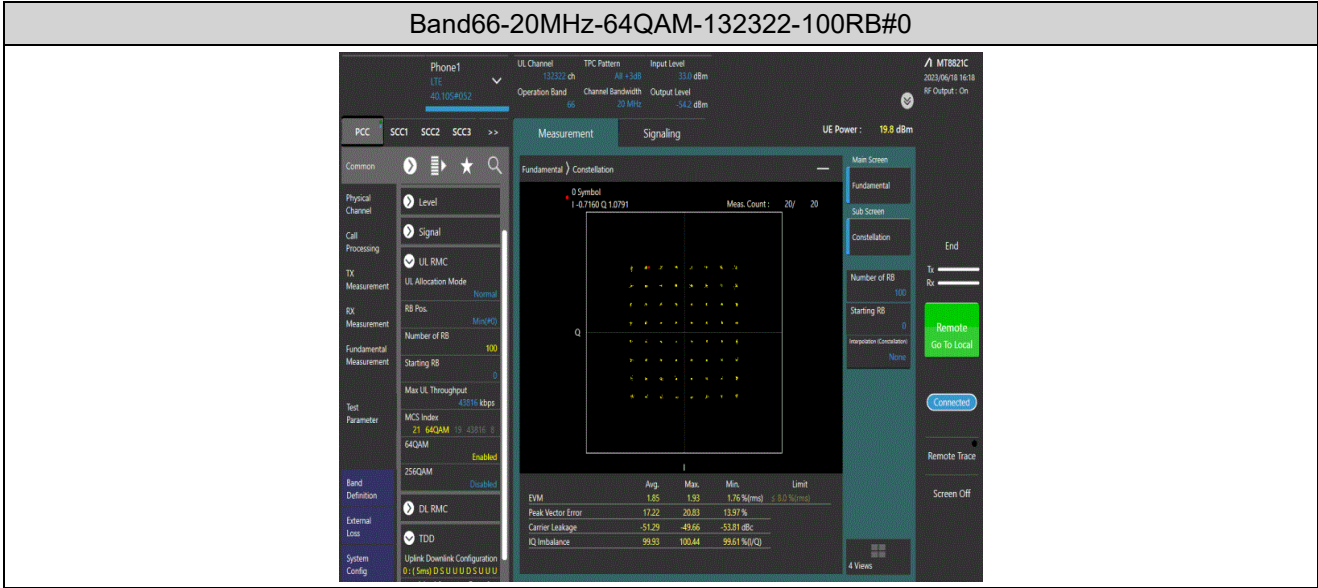 Band66-20MHz-64QAM-132322-100RB#0
Phone1
LTE
40.10S#052
UL Channel TPC Pattern Input Level
132322 ch All +3dB 33.0 dBm
Operation Band Channel Bandwidth Output Level
66 20 MHz -54.2 dBm
MT8821C
2023/06/18 16:18
RF Output : On
PCC SCC1 SCC2 SCC3 >>
Measurement Signaling
UE Power : 19.8 dBm
Common
Physical
Channel
Call
Processing
TX
Measurement
RX
Measurement
Fundamental
Measurement
Test
Parameter
Band
Definition
External
Loss
System
Config
Level
Signal
UL RMC
UL Allocation Mode
Normal
RB Pos.
Min(#0)
Number of RB
100
Starting RB
0
Max UL Throughput
43816 kbps
MCS Index
21 64QAM 19 43816 8
64QAM
Enabled
256QAM
Disabled
DL RMC
TDD
Uplink Downlink Configuration
0 : ( 5ms) D S U U U D S U U U
Fundamental Constellation
0 Symbol
I -0.7160 Q 1.0791 Meas. Count : 20/ 20
Q
I
Avg. Max. Min. Limit
EVM 1.85 1.93 1.76 %(rms) ≤ 8.0 %(rms)
Peak Vector Error 17.22 20.83 13.97 %
Carrier Leakage -51.29 -49.66 -53.81 dBc
IQ Imbalance 99.93 100.44 99.61 %(I/Q)
Main Screen
Fundamental
Sub Screen
Constellation
Number of RB
100
Starting RB
0
Interpolation (Constellation)
None
4 Views
End
Tx
Rx
Remote
Go To Local
Connected
Remote Trace
Screen Off